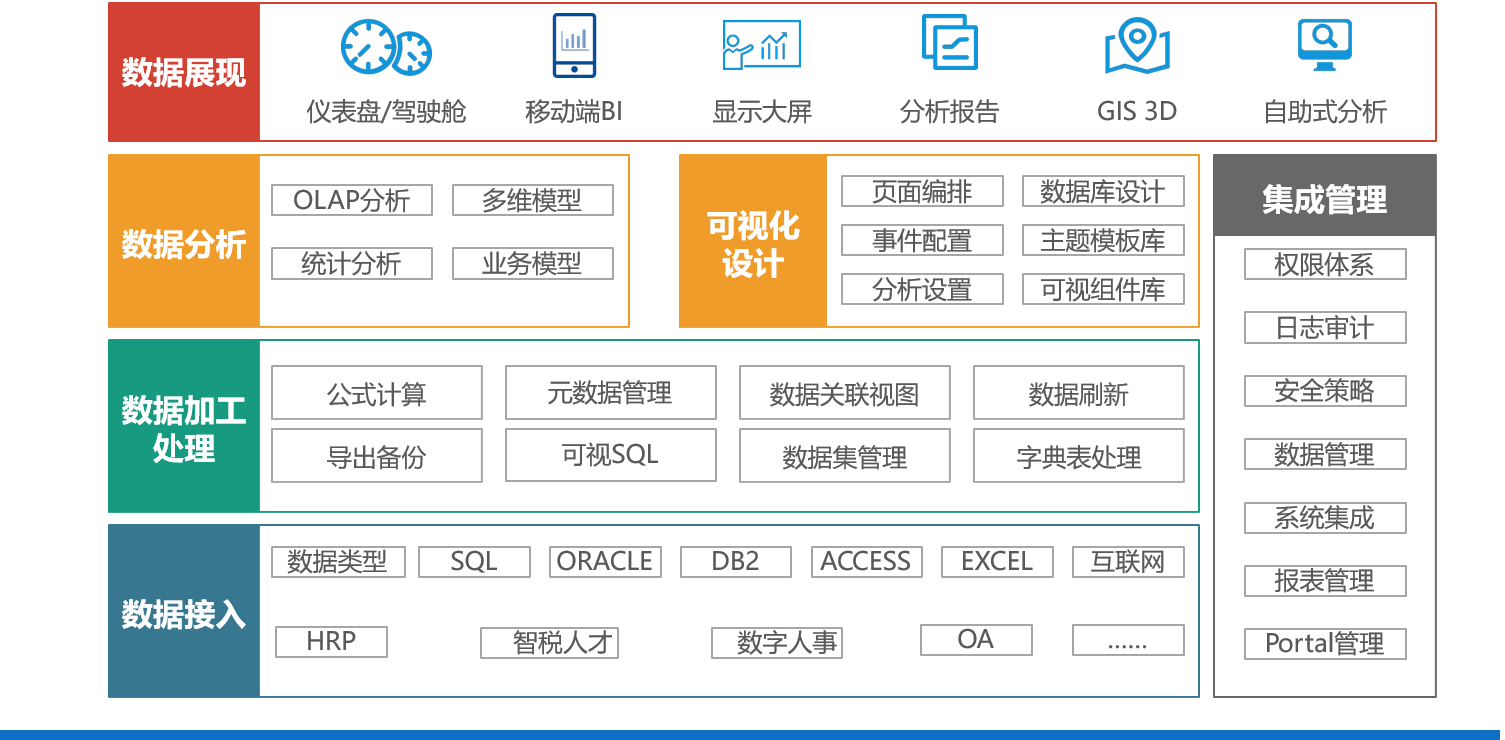 数据展现
仪表盘/驾驶舱
移动端BI
显示大屏
分析报告
GIS 3D
自助式分析
数据分析
OLAP分析
多维模型
统计分析
业务模型
可视化
设计
页面编排
数据库设计
事件配置
主题模板库
分析设置
可视组件库
数据加工
处理
公式计算
元数据管理
数据关联视图
数据刷新
导出备份
可视SQL
数据集管理
字典表处理
数据接入
数据类型
SQL
ORACLE
DB2
ACCESS
EXCEL
互联网
HRP
智税人才
数字人事
OA
......
集成管理
权限体系
日志审计
安全策略
数据管理
系统集成
报表管理
Portal管理